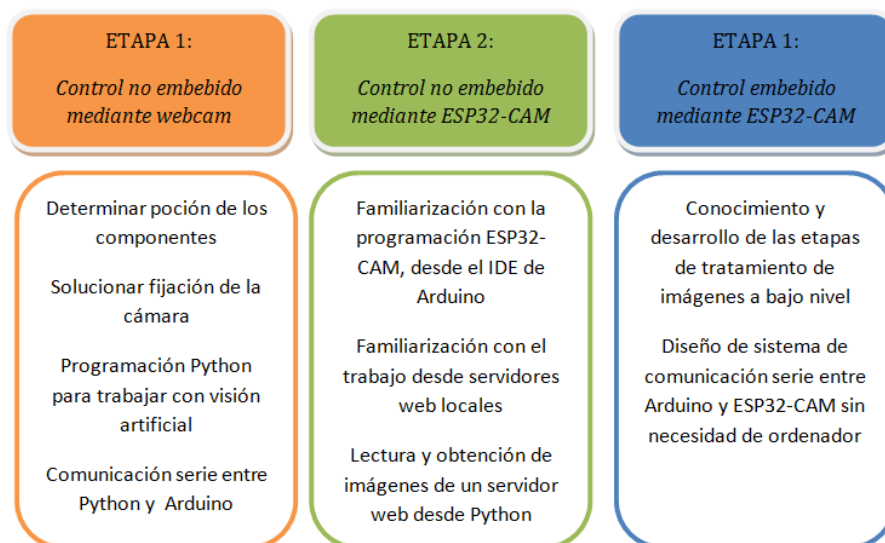 ETAPA 1:
Control no embebido
mediante webcam
Determinar poción de los
componentes
Solucionar fijación de la
cámara
Programación Python
para trabajar con visión
artificial
Comunicación serie entre
Python y Arduino
ETAPA 2:
Control no embebido
mediante ESP32-CAM
Familiarización con la
programación ESP32-
CAM, desde el IDE de
Arduino
Familiarización con el
trabajo desde servidores
web locales
Lectura y obtención de
imágenes de un servidor
web desde Python
ETAPA 1:
Control embebido
mediante ESP32-CAM
Conocimiento y
desarrollo de las etapas
de tratamiento de
imágenes a bajo nivel
Diseño de sistema de
comunicación serie entre
Arduino y ESP32-CAM sin
necesidad de ordenador